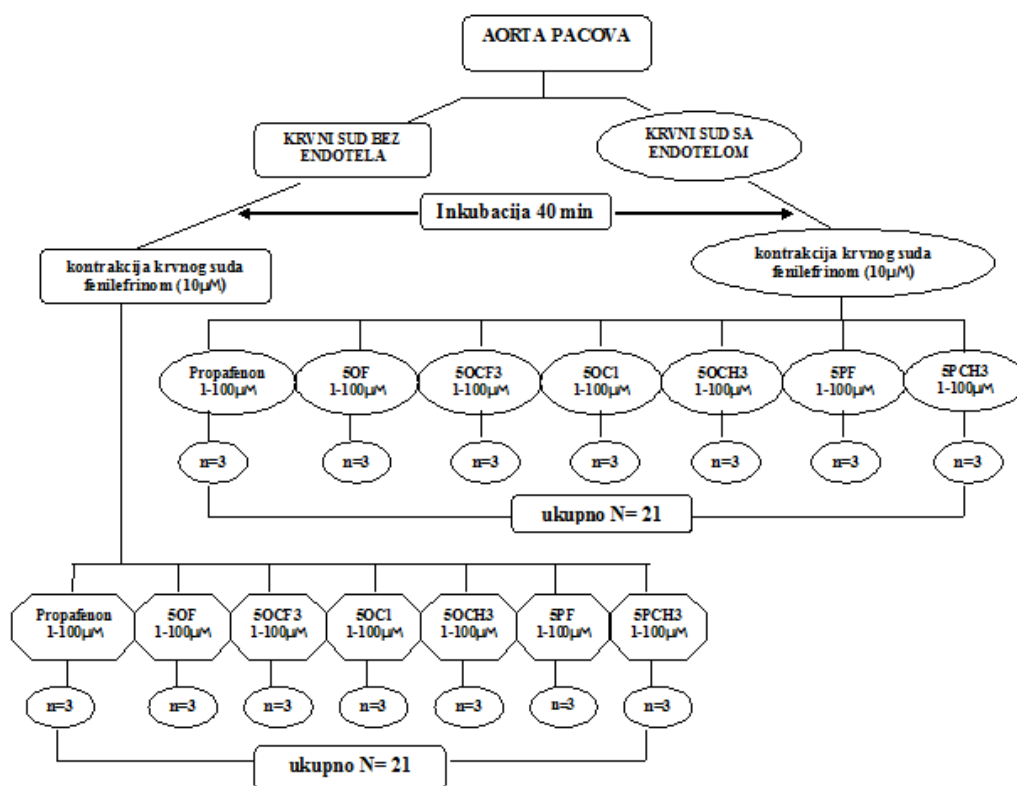 AORTA PACOVA
KRVNI SUD BEZ
ENDOTELA
KRVNI SUD SA
ENDOTELOM
Inkubacija 40 min
kontrakcija krvnog suda
fenilefrinom (10µM)
kontrakcija krvnog suda
fenilefrinom (10µM)
Propafenon
1-100µM
5OF
1-100µM
5OCF3
1-100µM
5OCl
1-100µM
5OCH3
1-100µM
5PF
1-100µM
5PCH3
1-100µM
n=3
n=3
n=3
n=3
n=3
n=3
n=3
ukupno N= 21
Propafenon
1-100µM
5OF
1-100µM
5OCF3
1-100µM
5OCl
1-100µM
5OCH3
1-100µM
5PF
1-100µM
5PCH3
1-100µM
n=3
n=3
n=3
n=3
n=3
n=3
n=3
ukupno N= 21